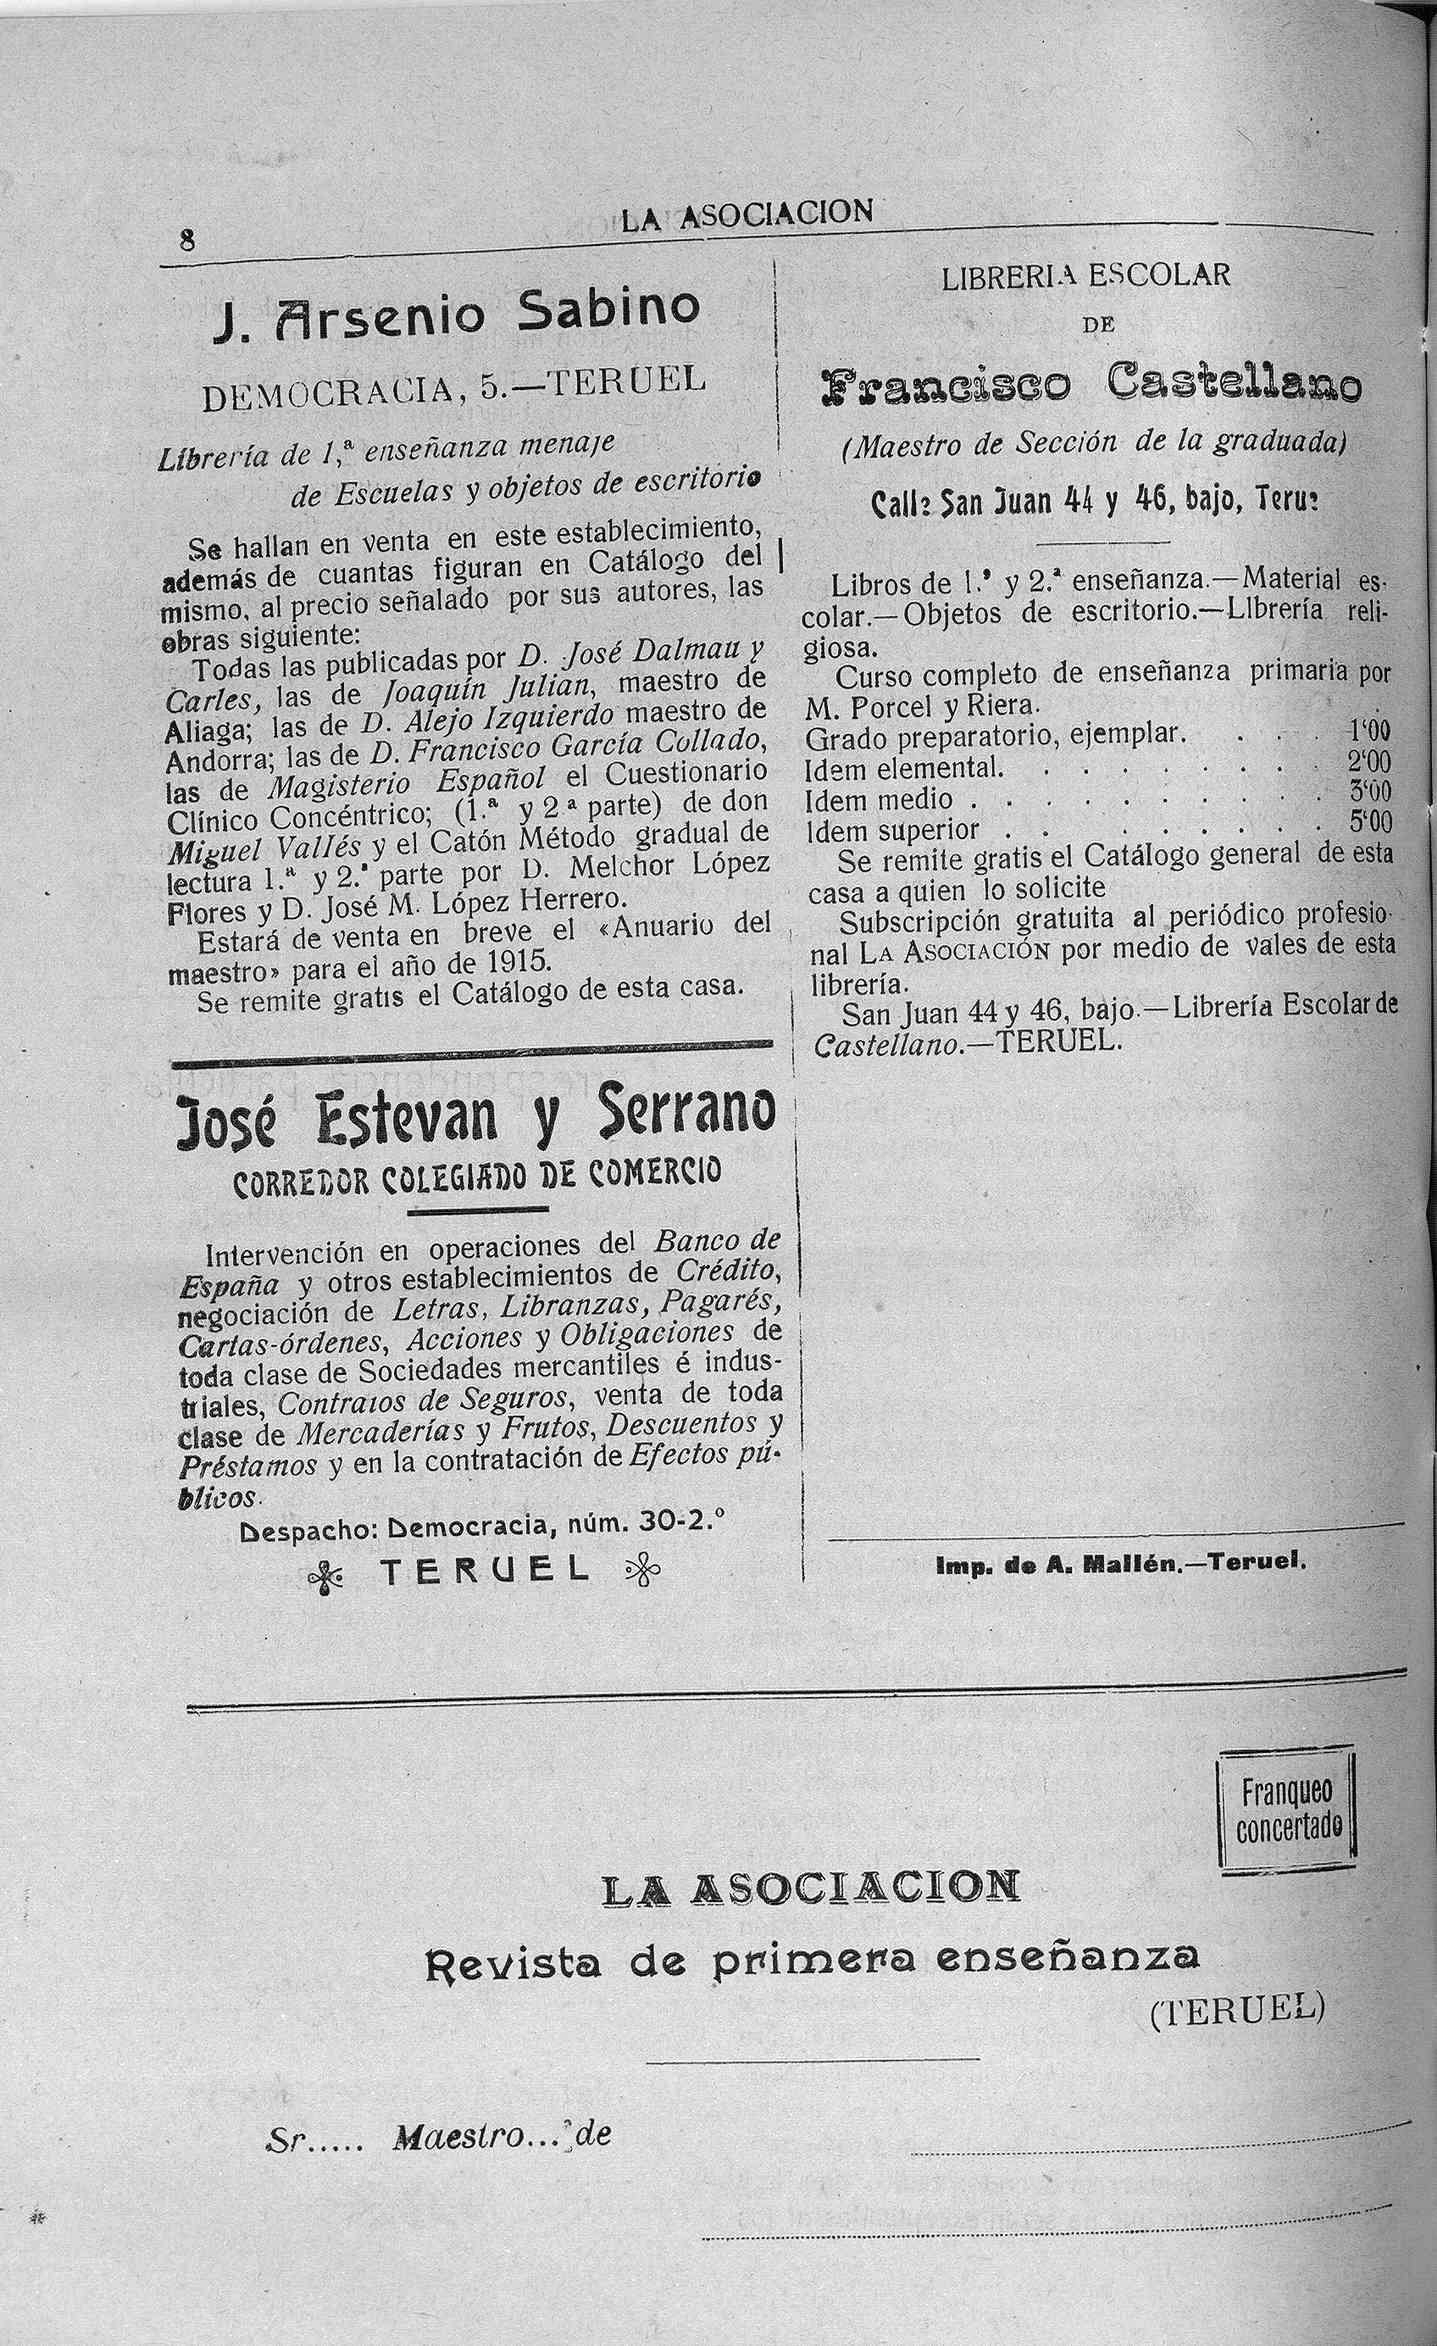 8
LA ASOCIACION
J. Arsenio Sabino
DEMOCRACIA, 5.—TERUEL
Librería de 1,ª enseñanza menaje
de Escuelas y objetos de escritorio
Se hallan en venta en este establecimiento,
además de cuantas figuran en Catálogo del
mismo, al precio señalado por sus autores, las
obras siguiente:
Todas las publicadas por D. José Dalmau y
Carles, las de Joaquín Julian, maestro de
Aliaga; las de D. Alejo Izquierdo maestro de
Andorra; las de D. Francisco García Collado,
las de Magisterio Español el Cuestionario
Clínico Concéntrico; (1.ª y 2 ª parte) de don
Miguel Vallés y el Catón Método gradual de
lectura 1.ª y 2.ª parte por D. Melchor López
Flores y D. José M. López Herrero.
Estará de venta en breve el «Anuario del
maestro» para el año de 1915.
Se remite gratis el Catálogo de esta casa.
José Estevan y Serrano
CORREDOR COLEGIADO DE COMERCIO
Intervención en operaciones del Banco de
España y otros establecimientos de Crédito,
negociación de Letras, Libranzas, Pagarés,
Cartas-órdenes, Acciones y Obligaciones de
toda clase de Sociedades mercantiles é indus-
triales, Contratos de Seguros, venta de toda
clase de Mercaderías y Frutos, Descuentos y
Préstamos y en la contratación de Efectos pú-
blicos.
Despacho: Democracia, núm. 30-2.º
TERUEL
LIBRERIA ESCOLAR
DE
Francisco Castellano
(Maestro de Sección de la graduada)
Calle San Juan 44 y 46, bajo, Terue
Libros de 1.ª y 2.ª enseñanza.—Material es-
colar.—Objetos de escritorio.—Librería reli-
giosa.
Curso completo de enseñanza primaria por
M. Porcel y Riera.
Grado preparatorio, ejemplar. . . . 1‘00
Idem elemental. . . . . . . . . 2‘00
Idem medio . . . . . . . . . . 3‘00
Idem superior . . . . . . . . . 5‘00
Se remite gratis el Catálogo general de esta
casa a quien lo solicite
Subscripción gratuita al periódico profesio-
nal LA ASOCIACIÓN por medio de vales de esta
librería.
San Juan 44 y 46, bajo.—Librería Escolar de
Castellano.—TERUEL.
Imp. de A. Mallén.—Teruel.
Franqueo
concertado
LA ASOCIACION
Revista de primera enseñanza
(TERUEL)
Sr..... Maestro... de